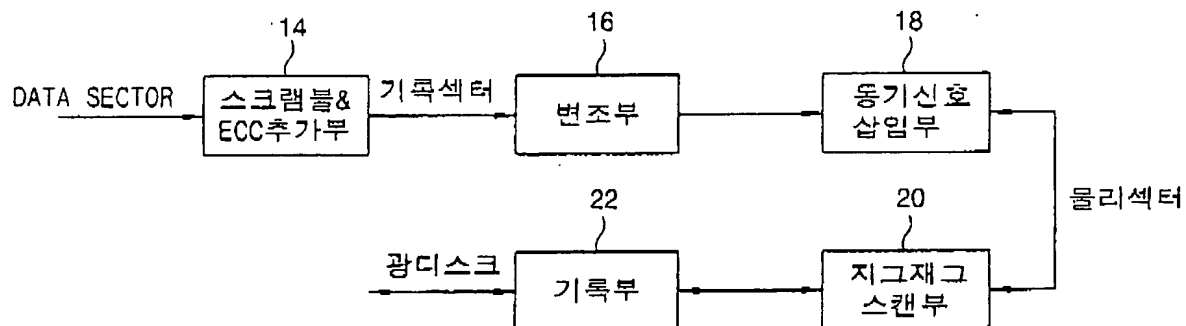 14
16
18
DATA SECTOR
스크램블&
ECC추가부
기록섹터
변조부
동기신호
삽입부
물리섹터
22
20
광디스크
기록부
지그재그
스캔부